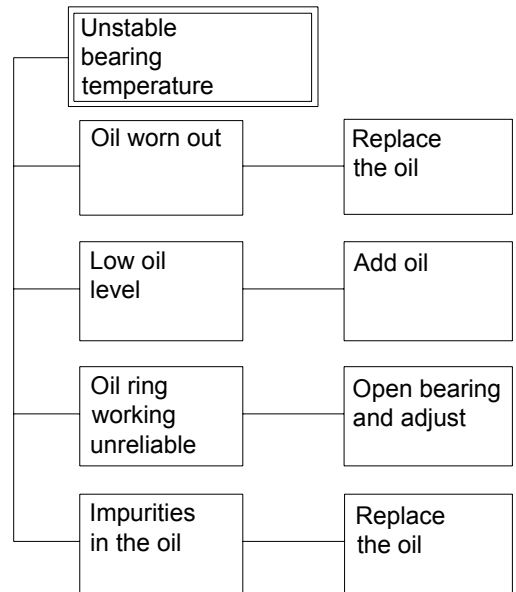 Unstable
bearing
temperature
Oil worn out
Replace
the oil
Low oil
level
Add oil
Oil ring
working
unreliable
Open bearing
and adjust
Impurities
in the oil
Replace
the oil